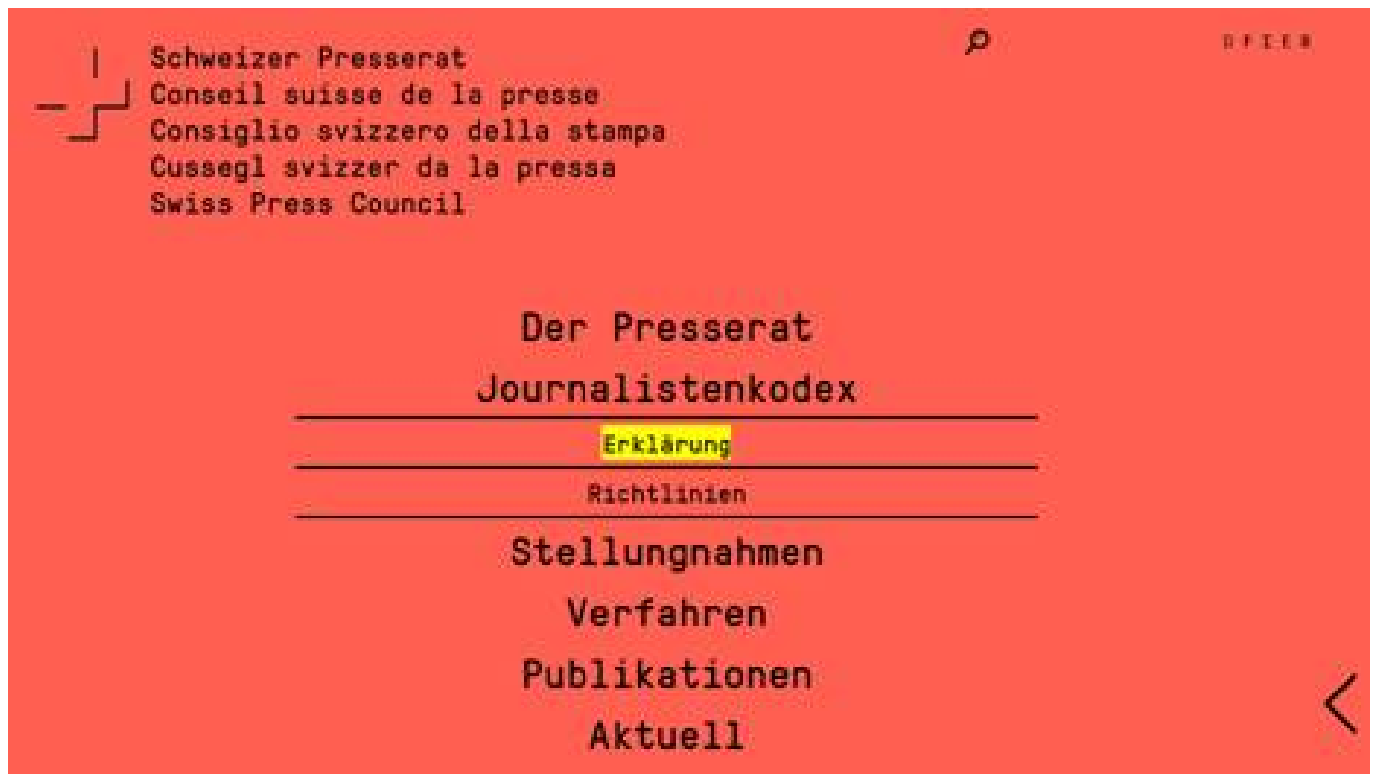 Schweizer Presserat
Conseil suisse de la presse
Consiglio svizzero della stampa
Cussegl svizzer da la pressa
Swiss Press Council
Der Presserat
Journalistenkodex
Erklärung
Richtlinien
Stellungnahmen
Verfahren
Publikationen
Aktuell